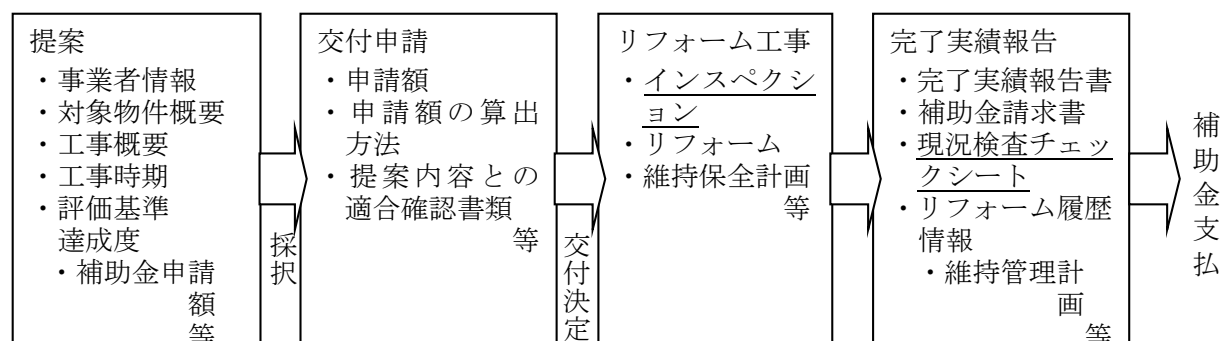 提案
・事業者情報
・対象物件概要
・工事概要
・工事時期
・評価基準
達成度
・補助金申請
額
等
採択
交付申請
・申請額
・申請額の算出
方法
・提案内容との
適合確認書類
等
交付決定
リフォーム工事
・インスペクシ
ョン
・リフォーム
・維持保全計画
等
完了実績報告
・完了実績報告書
・補助金請求書
・現況検査チェッ
クシート
・リフォーム履歴
情報
・維持管理計
画
等
補助金支払